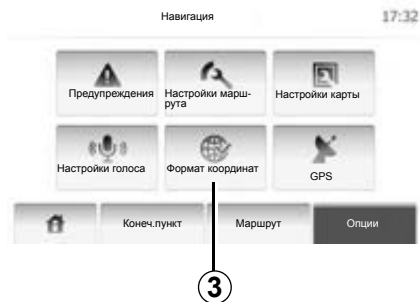 Навигация
17:32
Предупреждения
Настройки марш-
рута
Настройки карты
Настройки голоса
Формат координат
GPS
Конеч.пункт
Маршрут
Опции
3